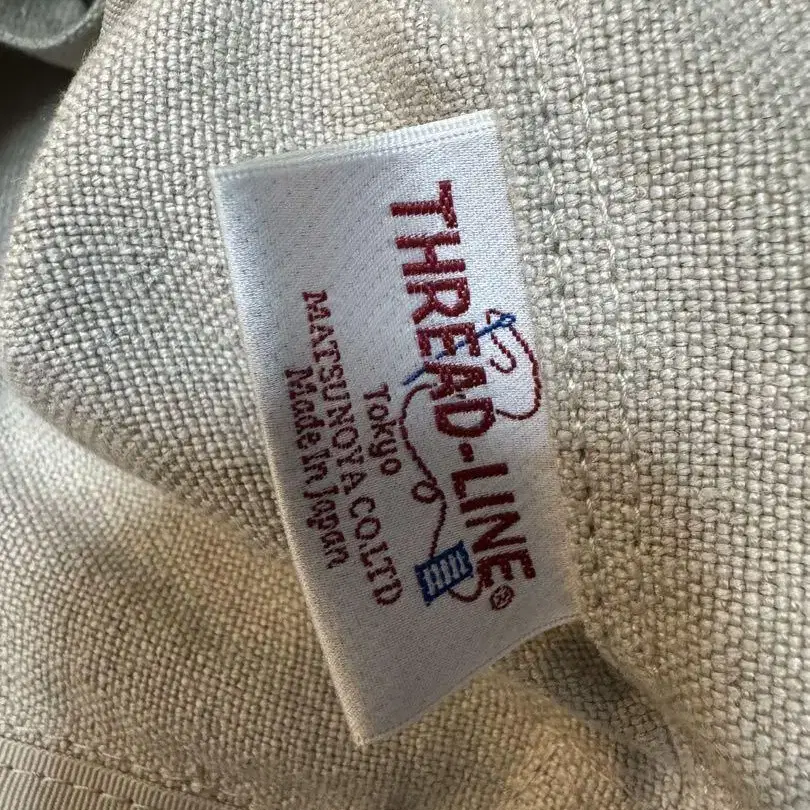 THREAD-LINE®
Tokyo
MATSUNOYA CO.LTD
Made In Japan